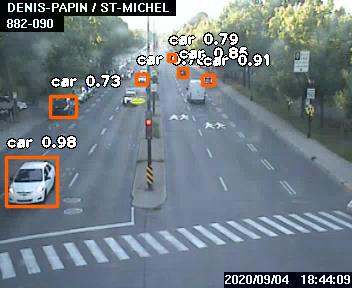 DENIS-PAPIN / ST-MICHEL
882-090
car 0.79
car 0.85
car 0.91
car 0.73
car 0.98
2020/09/04 18:44:09